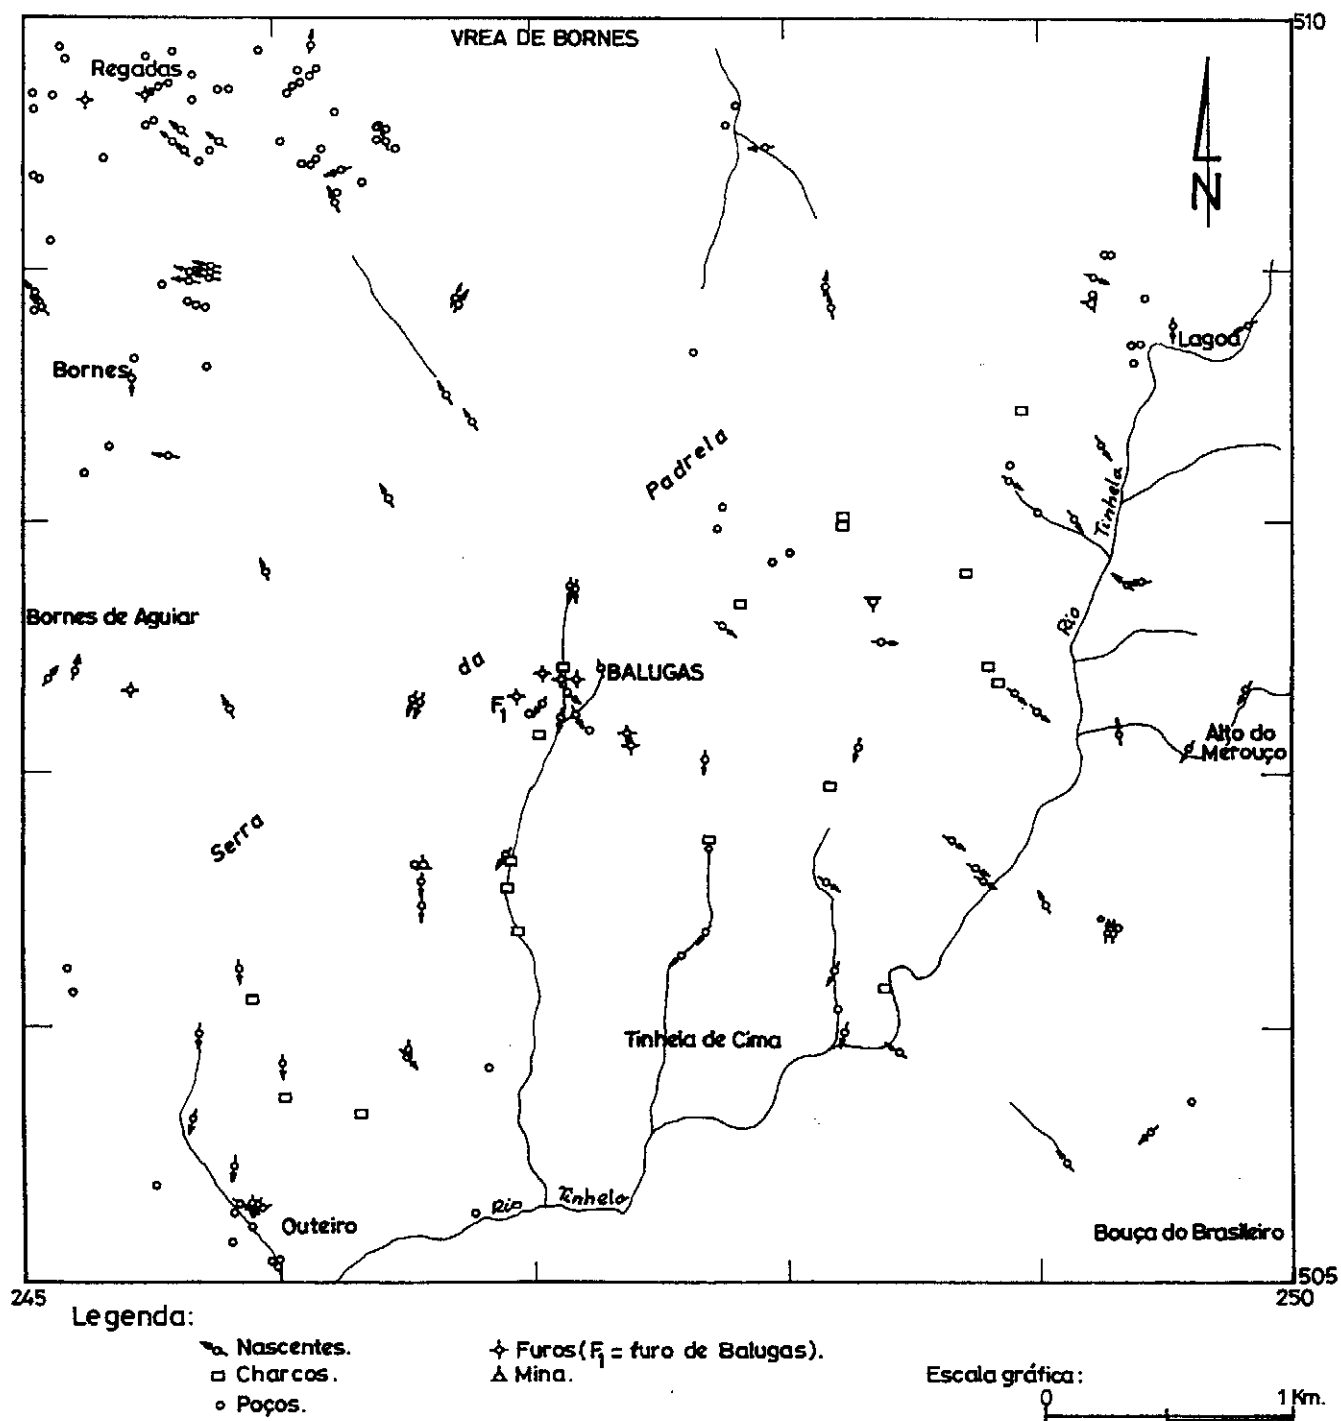 510
VREA DE BORNES
Regadas
N
Lagoa
Bornes
Padrela
Tinhela
Rio
Bornes de Aguiar
da
BALUGAS
F1
Alto do
Merouço
Serra
Tinhela de Cima
Rio
Tinhela
Outeiro
Bouça do Brasileiro
505
245
250
Legenda:
Nascentes.
Charcos.
Poços.
Furos (F1 = furo de Balugas).
Mina.
Escala gráfica:
0
1 Km.